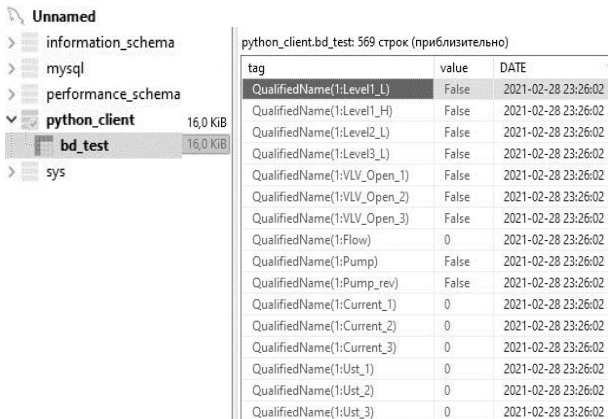 Unnamed
information_schema
mysql
performance_schema
python_client 16,0 KiB
bd_test 16,0 KiB
sys
python_client.bd_test: 569 строк (приблизительно)
tag value DATE
QualifiedName(1:Level1_L) False 2021-02-28 23:26:02
QualifiedName(1:Level1_H) False 2021-02-28 23:26:02
QualifiedName(1:Level2_L) False 2021-02-28 23:26:02
QualifiedName(1:Level3_L) False 2021-02-28 23:26:02
QualifiedName(1:VLV_Open_1) False 2021-02-28 23:26:02
QualifiedName(1:VLV_Open_2) False 2021-02-28 23:26:02
QualifiedName(1:VLV_Open_3) False 2021-02-28 23:26:02
QualifiedName(1:Flow) 0 2021-02-28 23:26:02
QualifiedName(1:Pump) False 2021-02-28 23:26:02
QualifiedName(1:Pump_rev) False 2021-02-28 23:26:02
QualifiedName(1:Current_1) 0 2021-02-28 23:26:02
QualifiedName(1:Current_2) 0 2021-02-28 23:26:02
QualifiedName(1:Current_3) 0 2021-02-28 23:26:02
QualifiedName(1:Ust_1) 0 2021-02-28 23:26:02
QualifiedName(1:Ust_2) 0 2021-02-28 23:26:02
QualifiedName(1:Ust_3) 0 2021-02-28 23:26:02